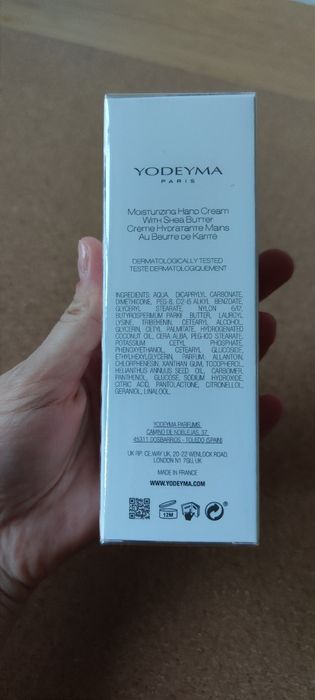 YODEYMA
PARIS
Moisturizing Hand Cream
With Shea Butter
Crème Hydratante Mains
Au Beurre de Karité
DERMATOLOGICALLY TESTED
TESTÉ DERMATOLOGIQUEMENT
INGREDIENTS: AQUA, DICAPRYLYL CARBONATE,
DIMETHICONE, PEG-8, C12-15 ALKYL BENZOATE,
GLYCERYL STEARATE, NYLON 6/12,
BUTYROSPERMUM PARKII BUTTER, LAUROYL
LYSINE, TRIBEHENIN, CETEARYL ALCOHOL,
GLYCERIN, CETYL PALMITATE, HYDROGENATED
COCONUT OIL, CERA ALBA, PEG-100 STEARATE,
POTASSIUM CETYL PHOSPHATE,
PHENOXYETHANOL, CETEARYL GLUCOSIDE,
ETHYLHEXYLGLYCERIN, PARFUM, ALLANTOIN,
CHLORPHENESIN, XANTHAN GUM, TOCOPHEROL,
HELIANTHUS ANNUUS SEED OIL, CARBOMER,
PANTHENOL, GLUCOSE, SODIUM HYDROXIDE,
CITRIC ACID, PANTOLACTONE, CITRONELLOL,
GERANIOL, LINALOOL.
YODEYMA PARFUMS.
CAMINO DE NOBLEJAS, 37.
45311 DOSBARRIOS - TOLEDO (SPAIN)
UK RP, CE.WAY UK, 20-22 WENLOCK ROAD,
LONDON N1 7GU, UK
MADE IN FRANCE
WWW.YODEYMA.COM
12M